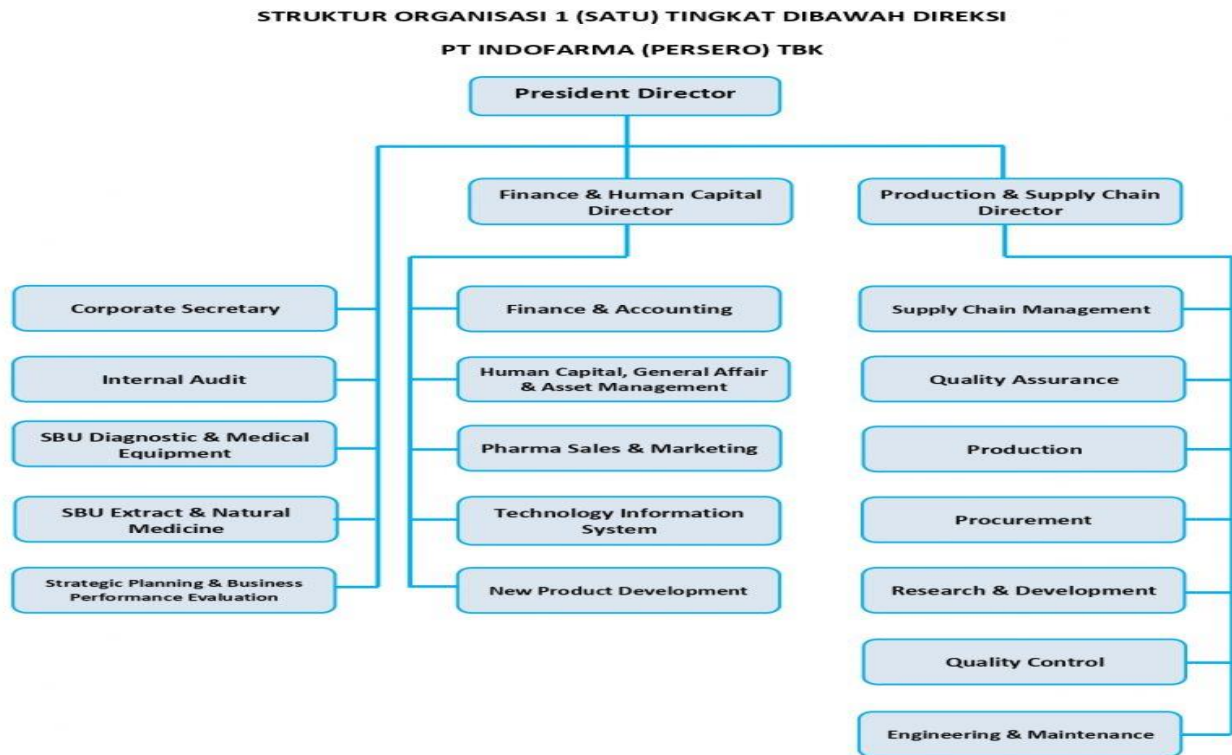 STRUKTUR ORGANISASI 1 (SATU) TINGKAT DIBAWAH DIREKSI
PT INDOFARMA (PERSERO) TBK
President Director
Finance & Human Capital
Director
Production & Supply Chain
Director
Corporate Secretary
Internal Audit
SBU Diagnostic & Medical
Equipment
SBU Extract & Natural
Medicine
Strategic Planning & Business
Performance Evaluation
Finance & Accounting
Human Capital, General Affair
& Asset Management
Pharma Sales & Marketing
Technology Information
System
New Product Development
Supply Chain Management
Quality Assurance
Production
Procurement
Research & Development
Quality Control
Engineering & Maintenance